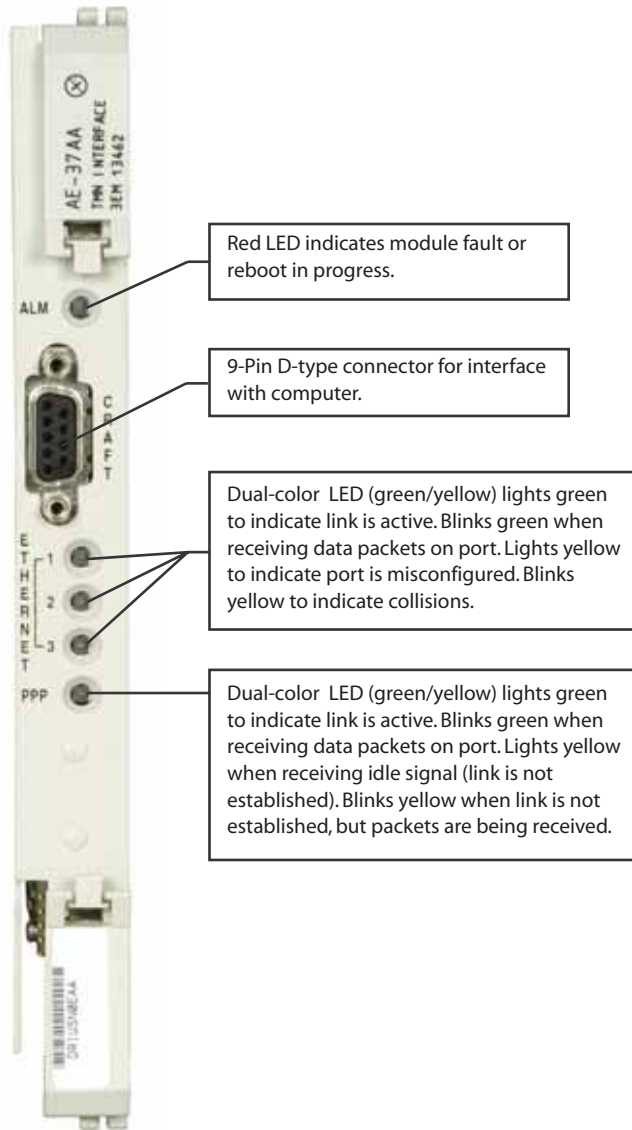 AE-37AA
TMN INTERFACE
3EM 13462
Red LED indicates module fault or
reboot in progress.
ALM
9-Pin D-type connector for interface
with computer.
CRAFT
Dual-color LED (green/yellow) lights green
to indicate link is active. Blinks green when
receiving data packets on port. Lights yellow
to indicate port is misconfigured. Blinks
yellow to indicate collisions.
ETHERNET
1
2
3
PPP
Dual-color LED (green/yellow) lights green
to indicate link is active. Blinks green when
receiving data packets on port. Lights yellow
when receiving idle signal (link is not
established). Blinks yellow when link is not
established, but packets are being received.